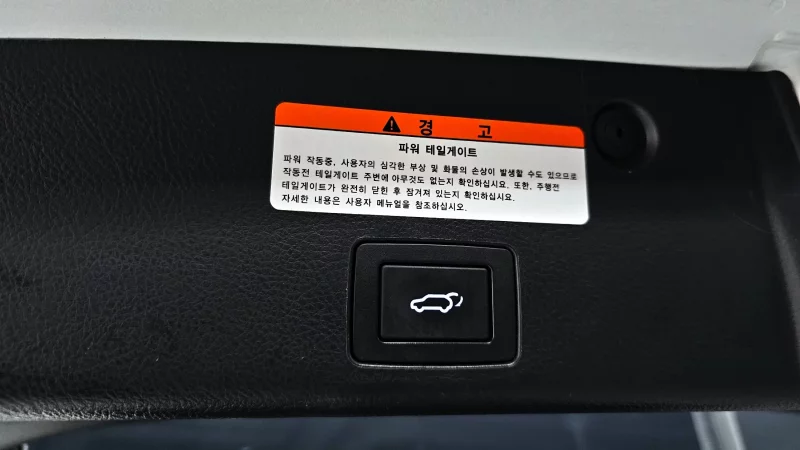 경 고
파워 테일게이트
파워 작동중, 사용자의 심각한 부상 및 화물의 손상이 발생할 수도 있으므로
작동전 테일게이트 주변에 아무것도 없는지 확인하십시요. 또한, 주행전
테일게이트가 완전히 닫힌 후 잠겨져 있는지 확인하십시요.
자세한 내용은 사용자 메뉴얼을 참조하십시오.